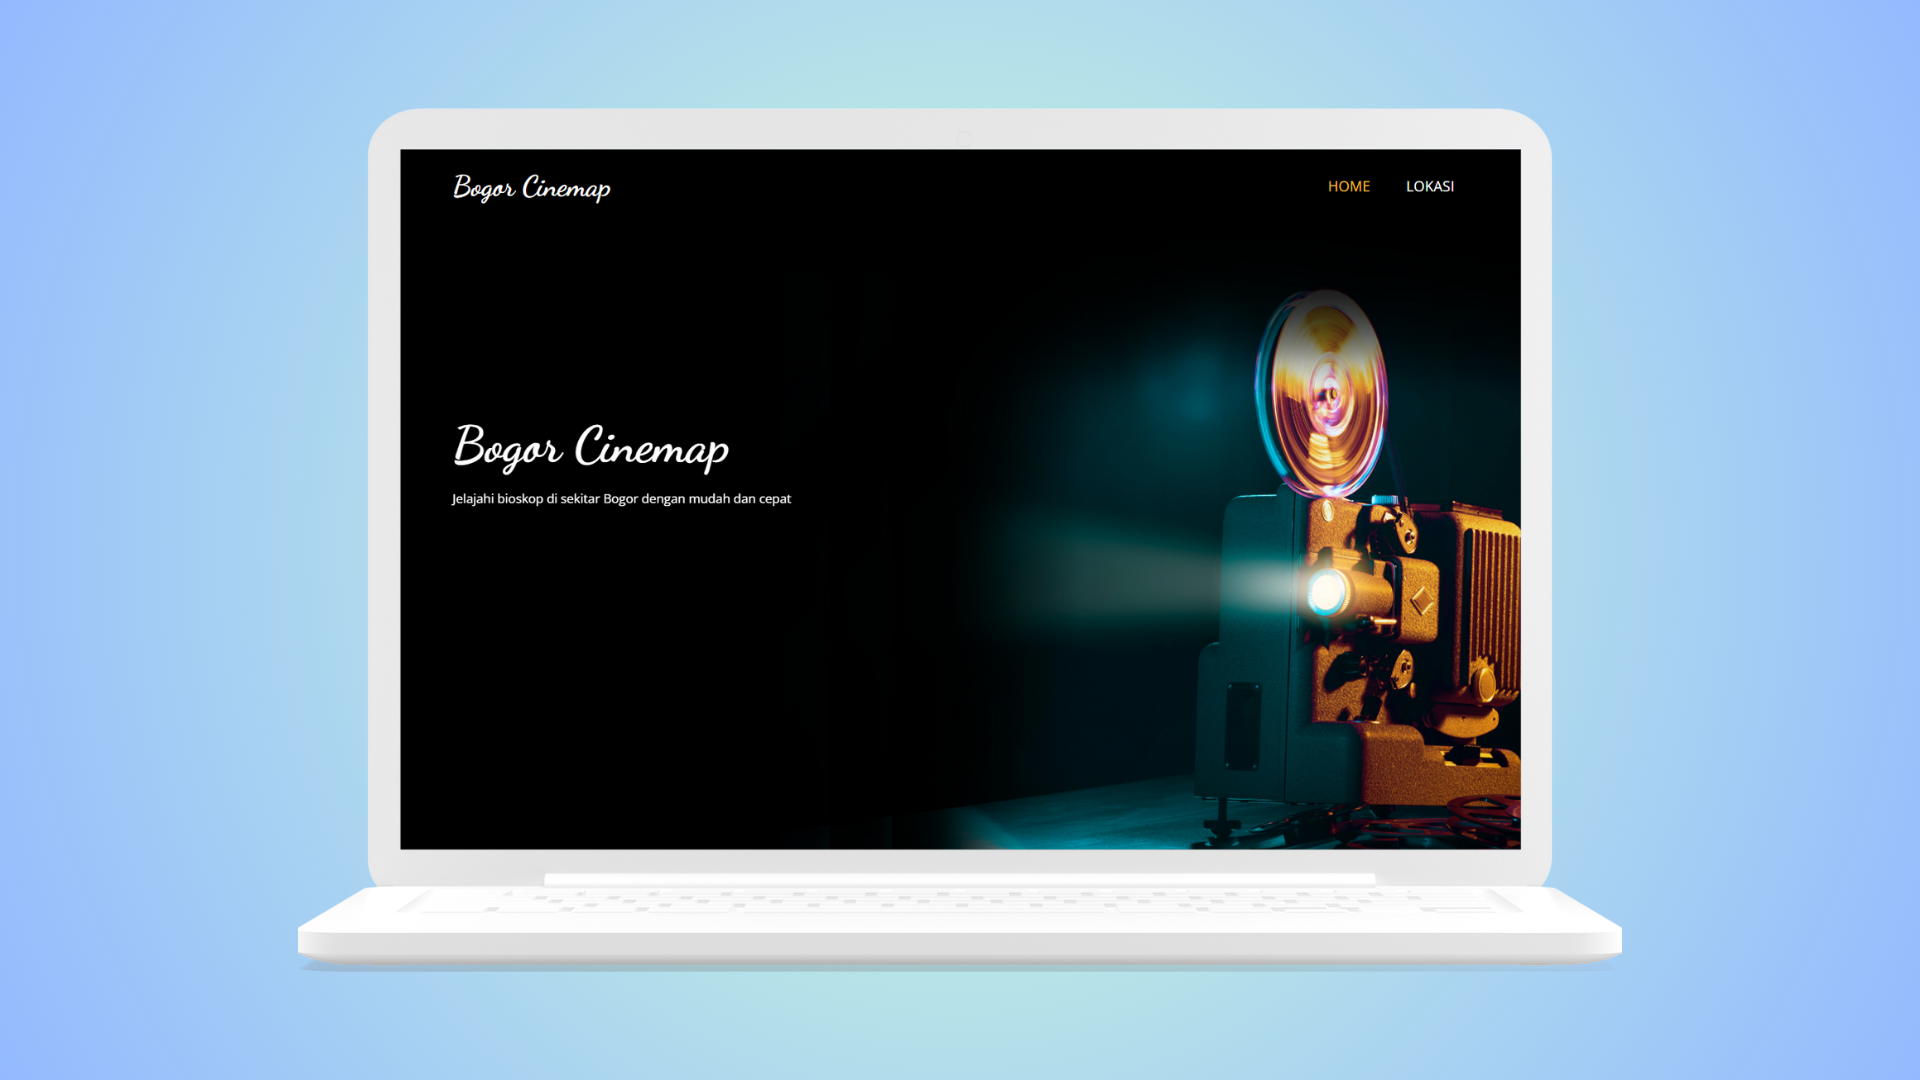 Bogor Cinemap
HOME
LOKASI
Bogor Cinemap
Jelajahi bioskop di sekitar Bogor dengan mudah dan cepat